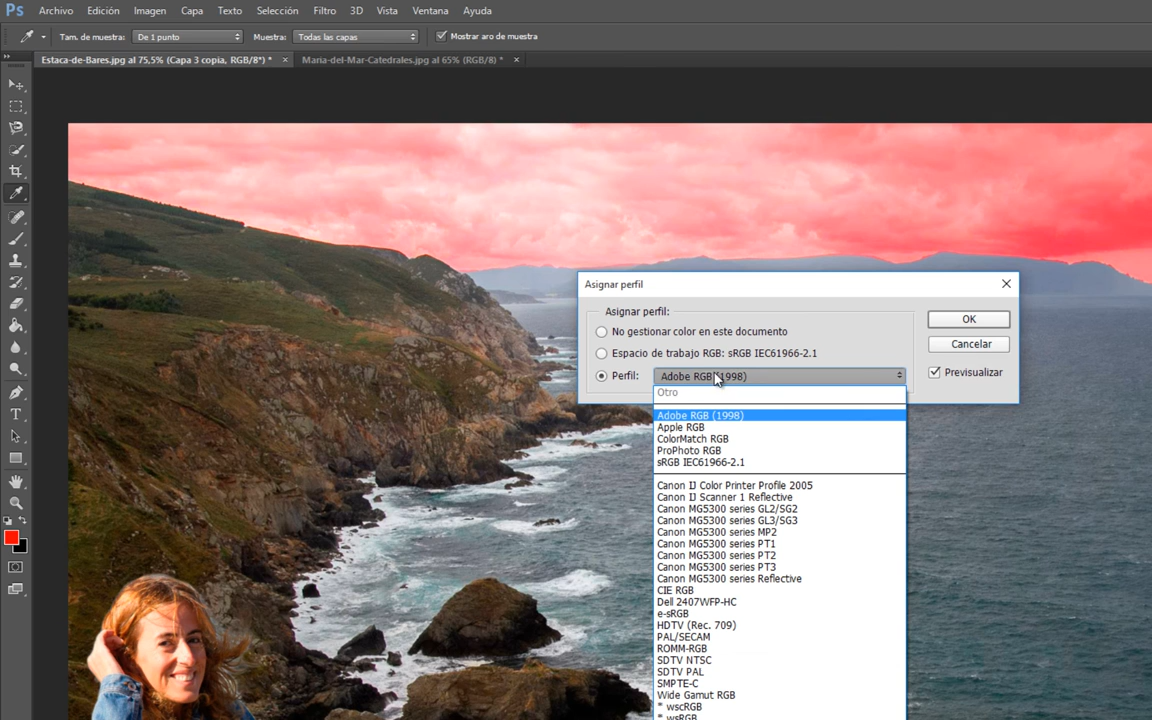 Ps Archivo Edición Imagen Capa Texto Selección Filtro 3D Vista Ventana Ayuda
Tam. de muestra: De 1 punto Muestra: Todas las capas Mostrar aro de muestra
Estaca-de-Bares.jpg al 75,5% (Capa 3 copia, RGB/8*) * × Maria-del-Mar-Catedrales.jpg al 65% (RGB/8) * ×
Asignar perfil
Asignar perfil:
No gestionar color en este documento
Espacio de trabajo RGB: sRGB IEC61966-2.1
Perfil: Adobe RGB (1998)
OK
Cancelar
Previsualizar
Otro
Adobe RGB (1998)
Apple RGB
ColorMatch RGB
ProPhoto RGB
sRGB IEC61966-2.1
Canon IJ Color Printer Profile 2005
Canon IJ Scanner 1 Reflective
Canon MG5300 series GL2/SG2
Canon MG5300 series GL3/SG3
Canon MG5300 series MP2
Canon MG5300 series PT1
Canon MG5300 series PT2
Canon MG5300 series PT3
Canon MG5300 series Reflective
CIE RGB
Dell 2407WFP-HC
e-sRGB
HDTV (Rec. 709)
PAL/SECAM
ROMM-RGB
SDTV NTSC
SDTV PAL
SMPTE-C
Wide Gamut RGB
* wscRGB
* wsRGB